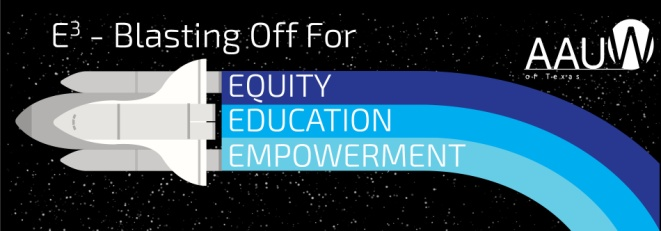 E³ - Blasting Off For
AAUW
of Texas
EQUITY
EDUCATION
EMPOWERMENT